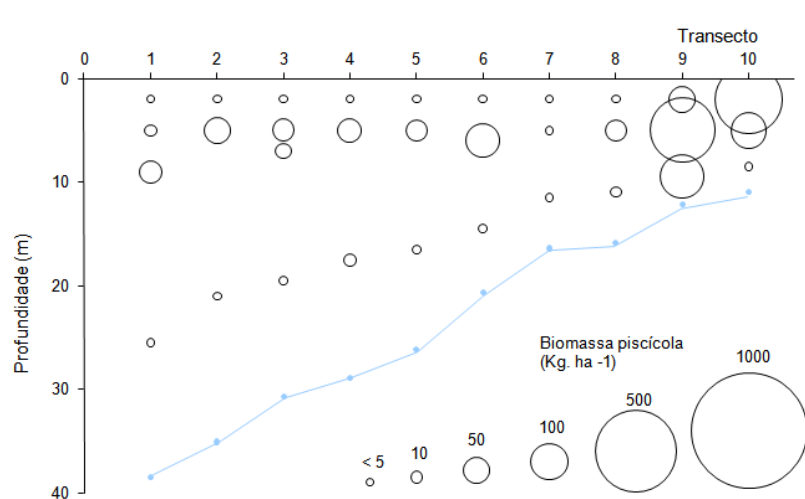 Transecto
0 1 2 3 4 5 6 7 8 9 10
0
10
20
30
40
Profundidade (m)
Biomassa piscícola
(Kg. ha -1)
< 5 10 50 100 500 1000